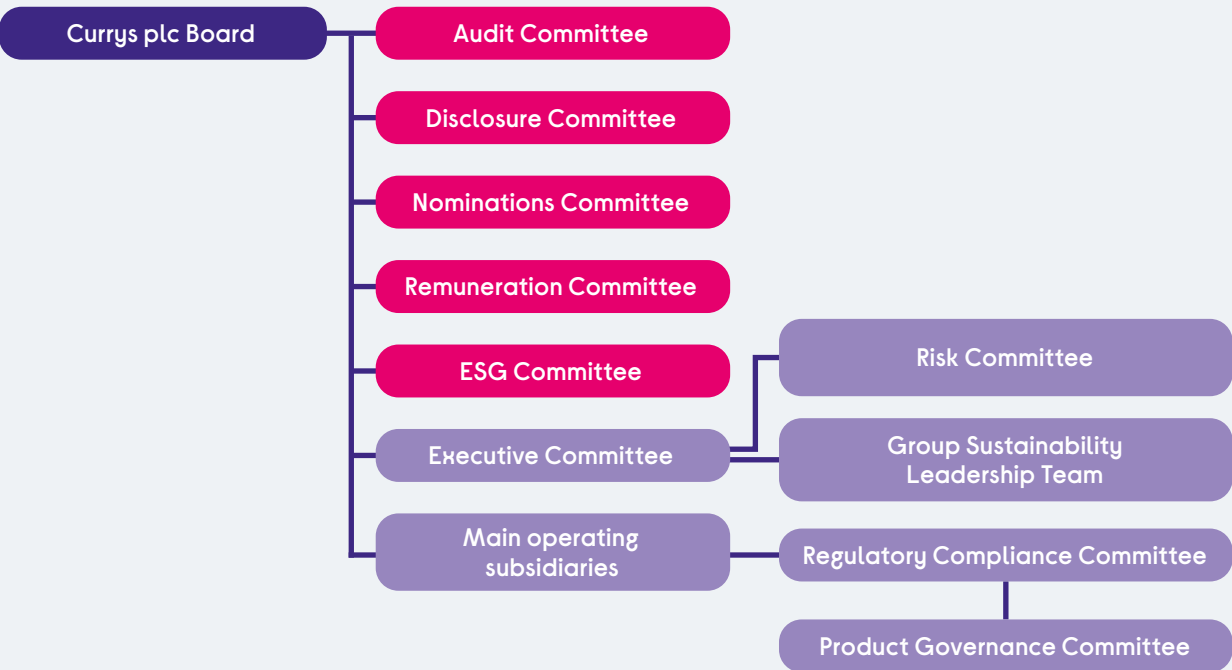 Currys plc Board
Audit Committee
Disclosure Committee
Nominations Committee
Remuneration Committee
ESG Committee
Executive Committee
Main operating
subsidiaries
Risk Committee
Group Sustainability
Leadership Team
Regulatory Compliance Committee
Product Governance Committee